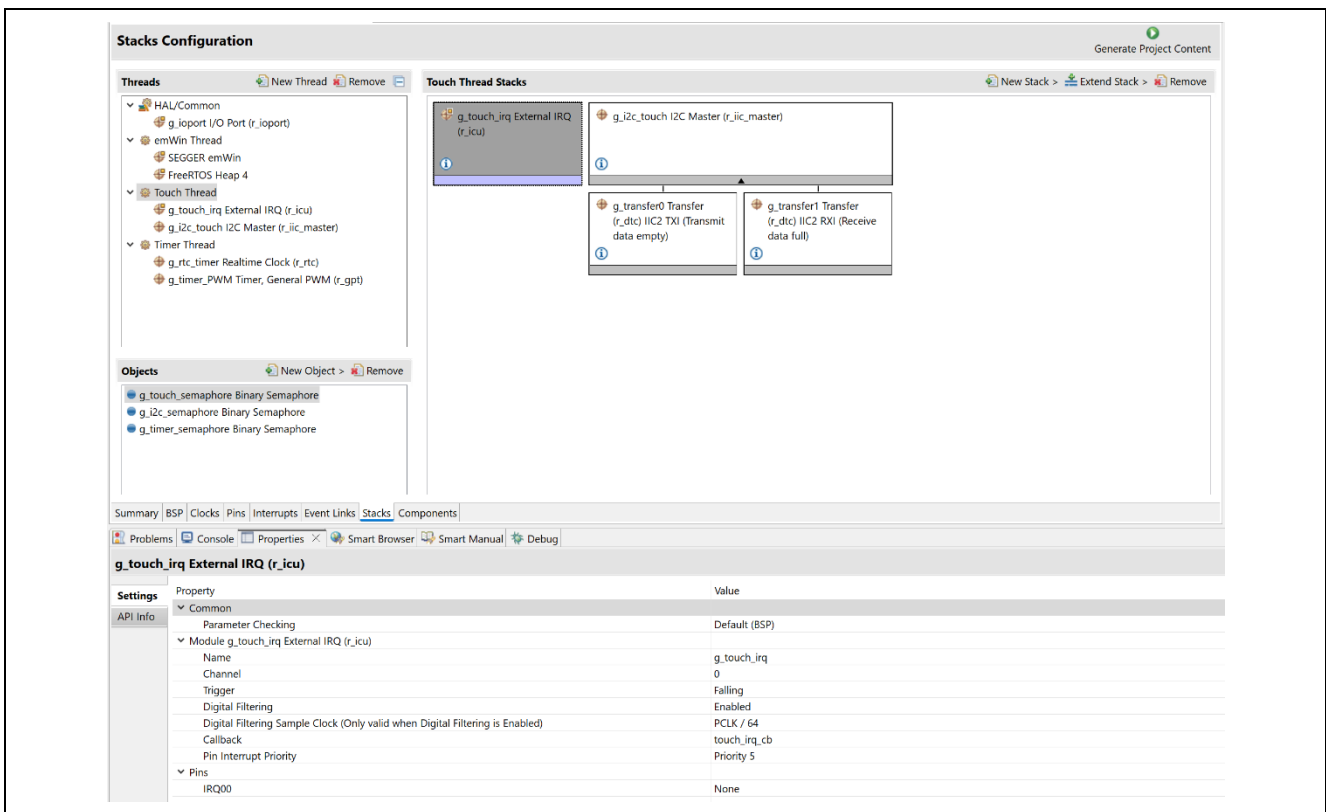 Stacks Configuration
Generate Project Content
Threads
New Thread
Remove
HAL/Common
g_ioport I/O Port (r_ioport)
emWin Thread
SEGGER emWin
FreeRTOS Heap 4
Touch Thread
g_touch_irq External IRQ (r_icu)
g_i2c_touch I2C Master (r_iic_master)
Timer Thread
g_rtc_timer Realtime Clock (r_rtc)
g_timer_PWM Timer, General PWM (r_gpt)
Touch Thread Stacks
New Stack >
Extend Stack >
Remove
g_touch_irq External IRQ
(r_icu)
g_i2c_touch I2C Master (r_iic_master)
g_transfer0 Transfer
(r_dtc) IIC2 TXI (Transmit
data empty)
g_transfer1 Transfer
(r_dtc) IIC2 RXI (Receive
data full)
Objects
New Object >
Remove
g_touch_semaphore Binary Semaphore
g_i2c_semaphore Binary Semaphore
g_timer_semaphore Binary Semaphore
Summary BSP Clocks Pins Interrupts Event Links Stacks Components
Problems Console Properties Smart Browser Smart Manual Debug
g_touch_irq External IRQ (r_icu)
Settings
API Info
Property Value
Common
Parameter Checking Default (BSP)
Module g_touch_irq External IRQ (r_icu)
Name g_touch_irq
Channel 0
Trigger Falling
Digital Filtering Enabled
Digital Filtering Sample Clock (Only valid when Digital Filtering is Enabled) PCLK / 64
Callback touch_irq_cb
Pin Interrupt Priority Priority 5
Pins
IRQ00 None